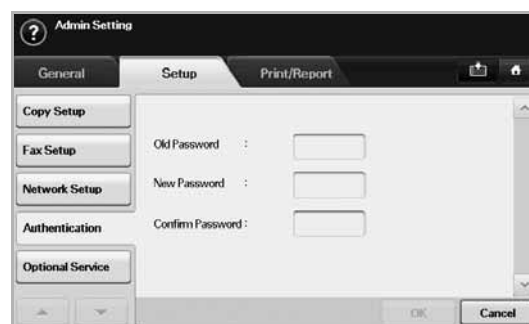 ? Admin Setting
General Setup Print/Report
Copy Setup
Fax Setup
Network Setup
Authentication
Optional Service
Old Password :
New Password :
Confirm Password :
OK Cancel